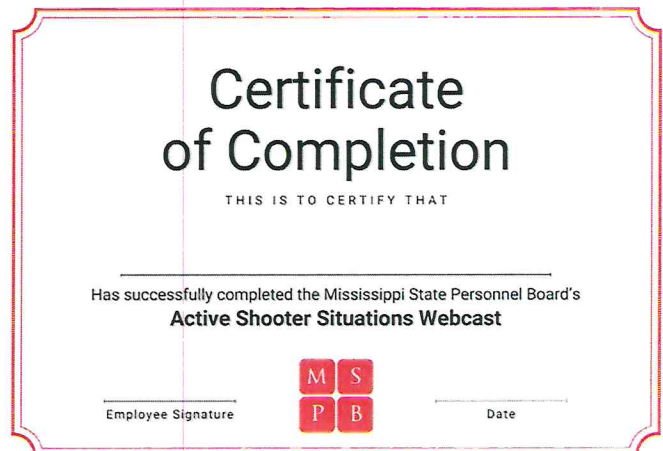 Certificate
of Completion
THIS IS TO CERTIFY THAT
Has successfully completed the Mississippi State Personnel Board's
Active Shooter Situations Webcast
M S
P B
Employee Signature
Date